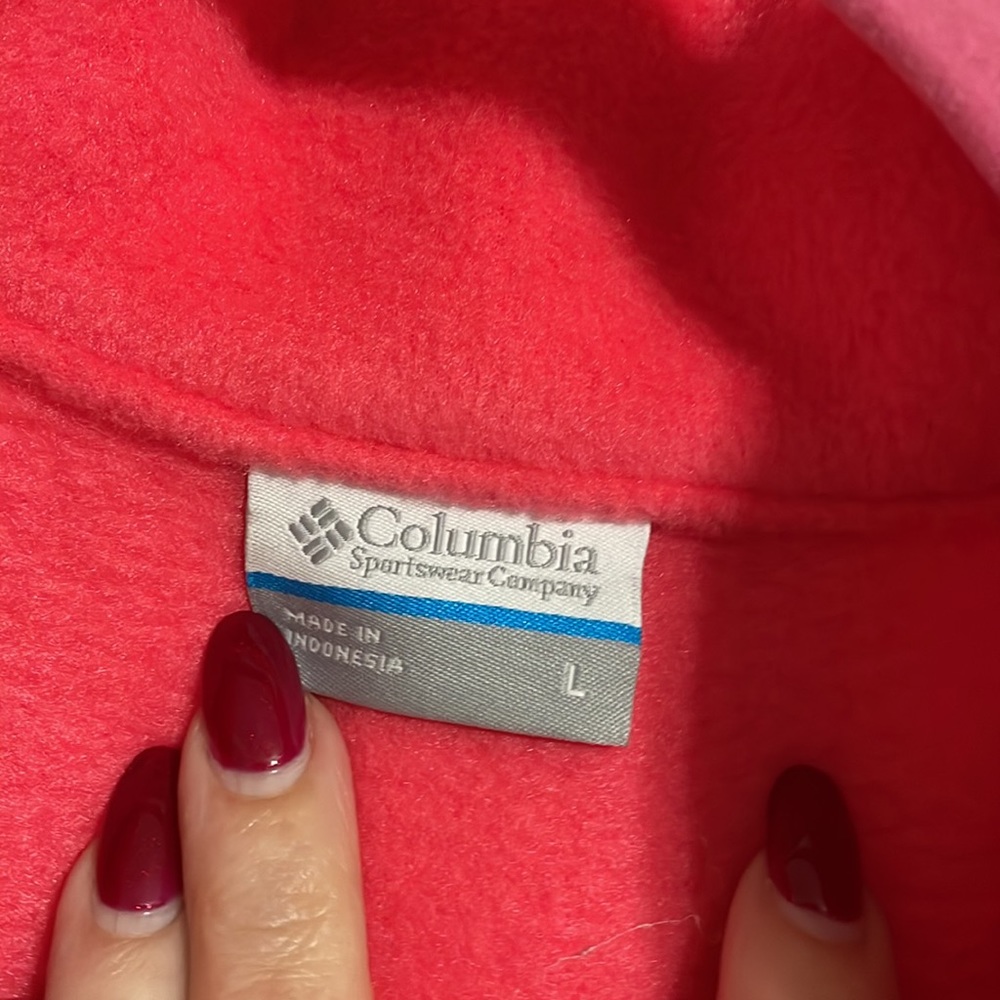 Columbia
Sportswear Company
MADE IN
INDONESIA
L